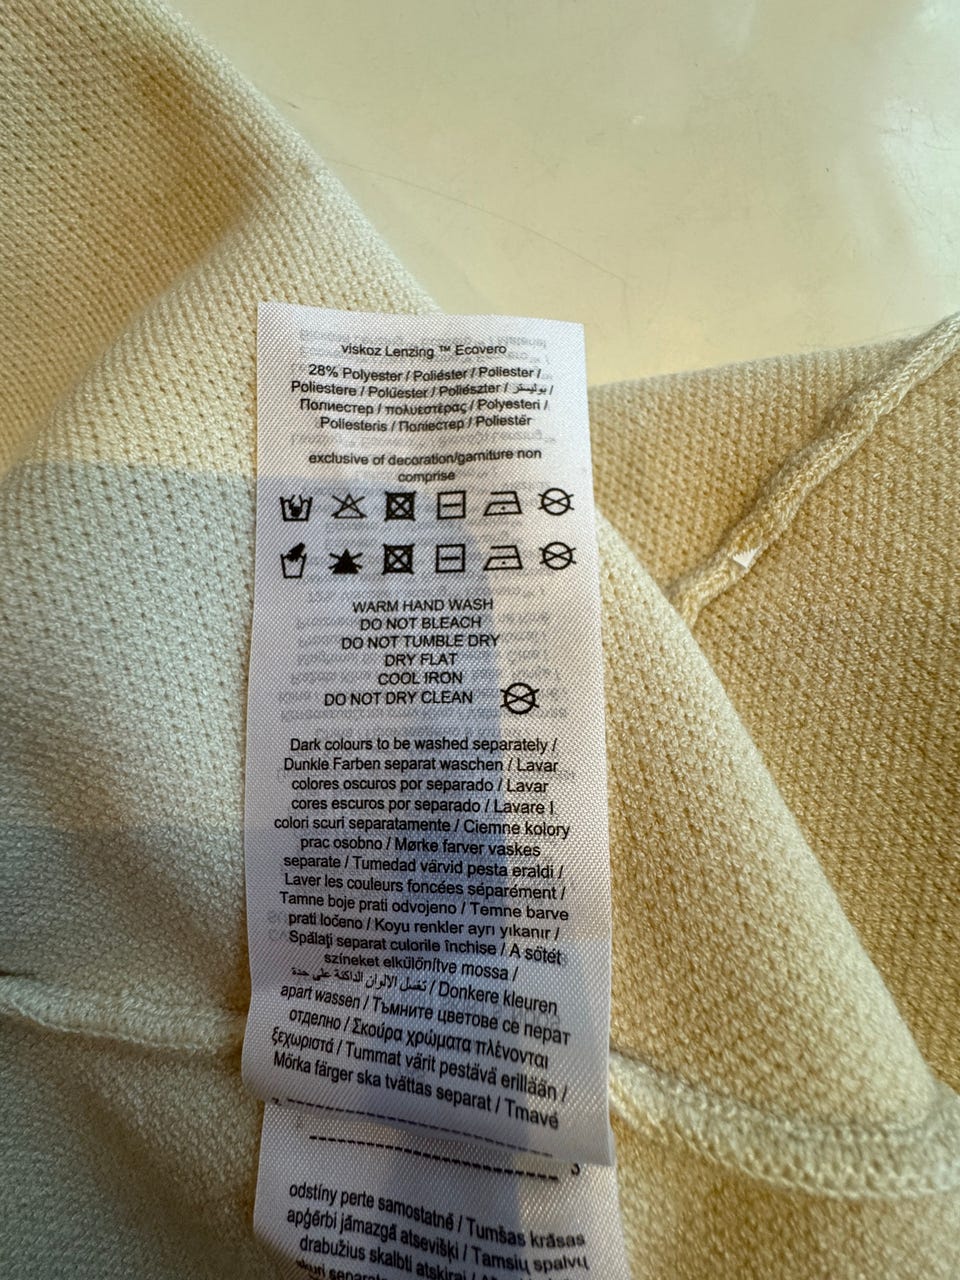 viskoz Lenzing ™ Ecovero
28% Polyester / Poliéster / Poliester /
Poliestere / Polüester / Poliészter / بوليستر /
Полиестер / πολυεστερας / Polyesteri /
Poliesteris / Поліестер / Poliestër
exclusive of decoration/garniture non
comprise
WARM HAND WASH
DO NOT BLEACH
DO NOT TUMBLE DRY
DRY FLAT
COOL IRON
DO NOT DRY CLEAN
Dark colours to be washed separately /
Dunkle Farben separat waschen / Lavar
colores oscuros por separado / Lavar
cores escuros por separado / Lavare I
colori scuri separatamente / Ciemne kolory
prac osobno / Mørke farver vaskes
separate / Tumedad värvid pesta eraldi /
Laver les couleurs foncées séparément /
Tamne boje prati odvojeno / Temne barve
prati ločeno / Koyu renkler ayrı yıkanır /
Spălaţi separat culorile închise / A sötét
színeket elkülönítve mossa /
تغسل الالوان الداكنة على حدة / Donkere kleuren
apart wassen / Тъмните цветове се перат
отделно / Σκούρα χρώματα πλένονται
ξεχωριστά / Tummat värit pestävä erillään /
Mörka färger ska tvättas separat / Tmavé
3
odstíny perte samostatně / Tumšas krāsas
apģērbi jāmazgā atsevišķi / Tamsių spalvų
drabužius skalbti atskirai /